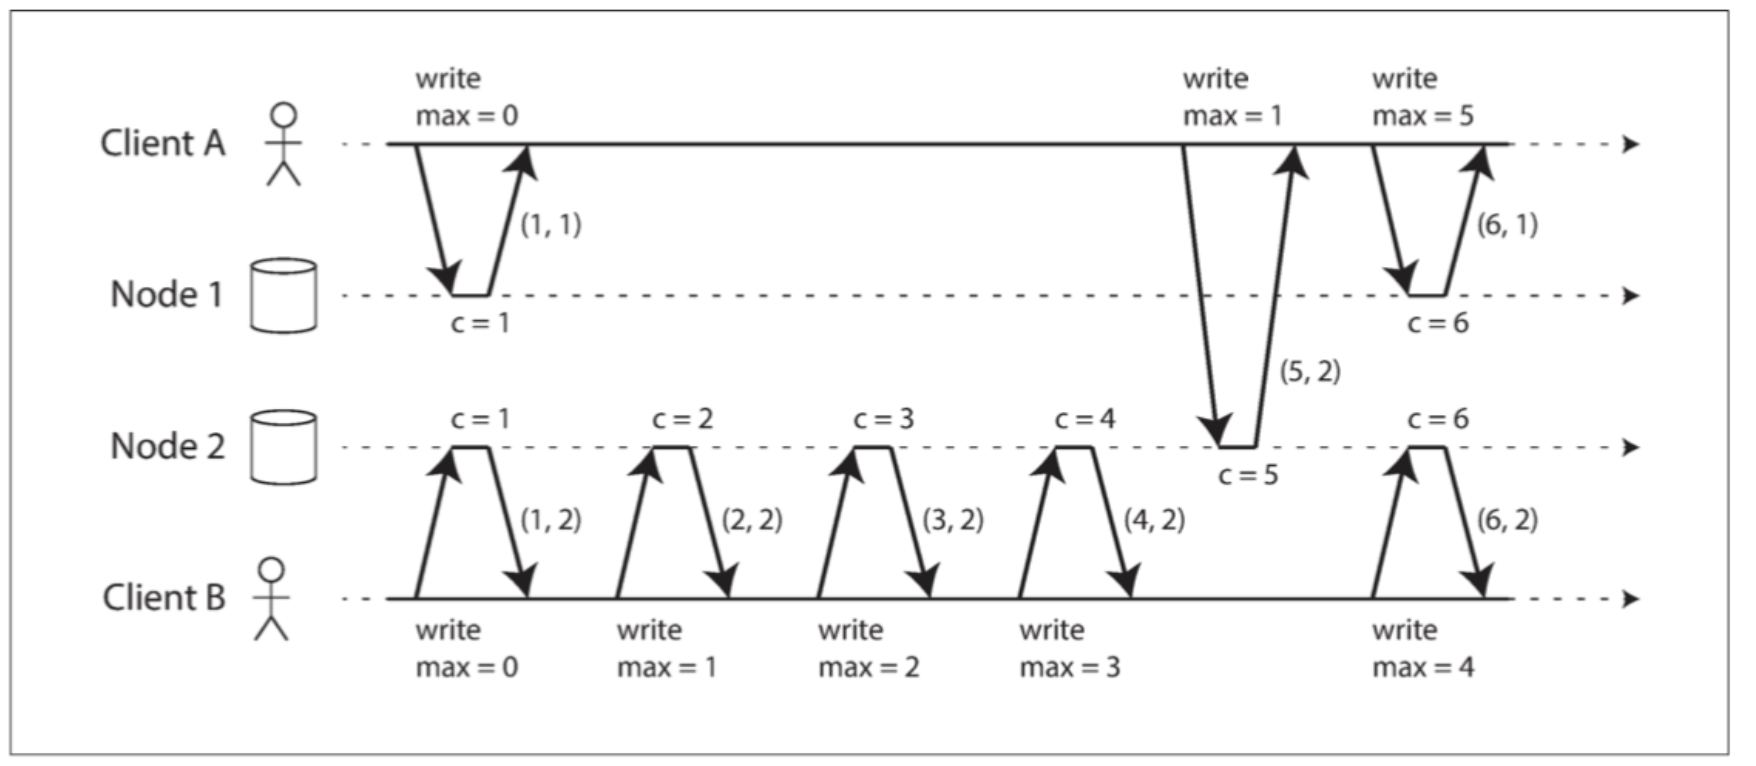 write
max = 0
write
max = 1
write
max = 5
Client A
(1, 1)
(6, 1)
Node 1
c = 1
c = 6
(5, 2)
c = 1
c = 2
c = 3
c = 4
c = 6
Node 2
c = 5
(1, 2)
(2, 2)
(3, 2)
(4, 2)
(6, 2)
Client B
write
max = 0
write
max = 1
write
max = 2
write
max = 3
write
max = 4